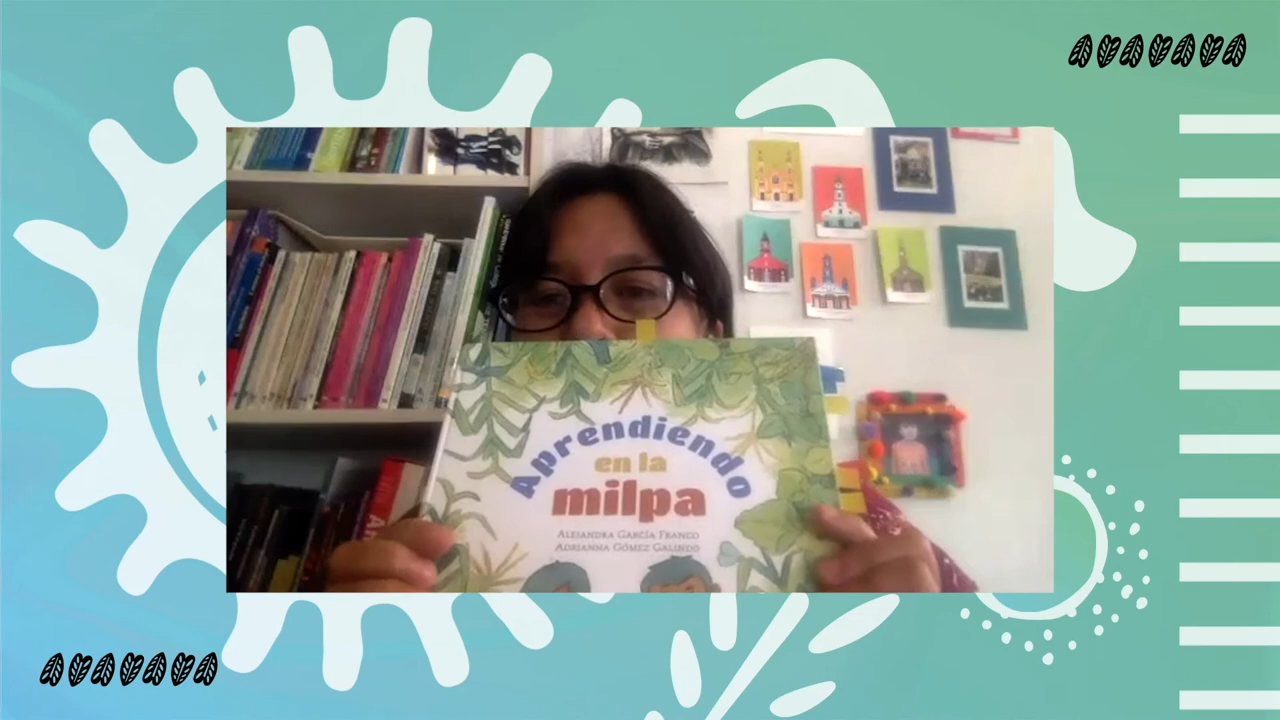 Aprendiendo
en la
milpa
Alejandra García Franco
Adrianna Gómez Galindo